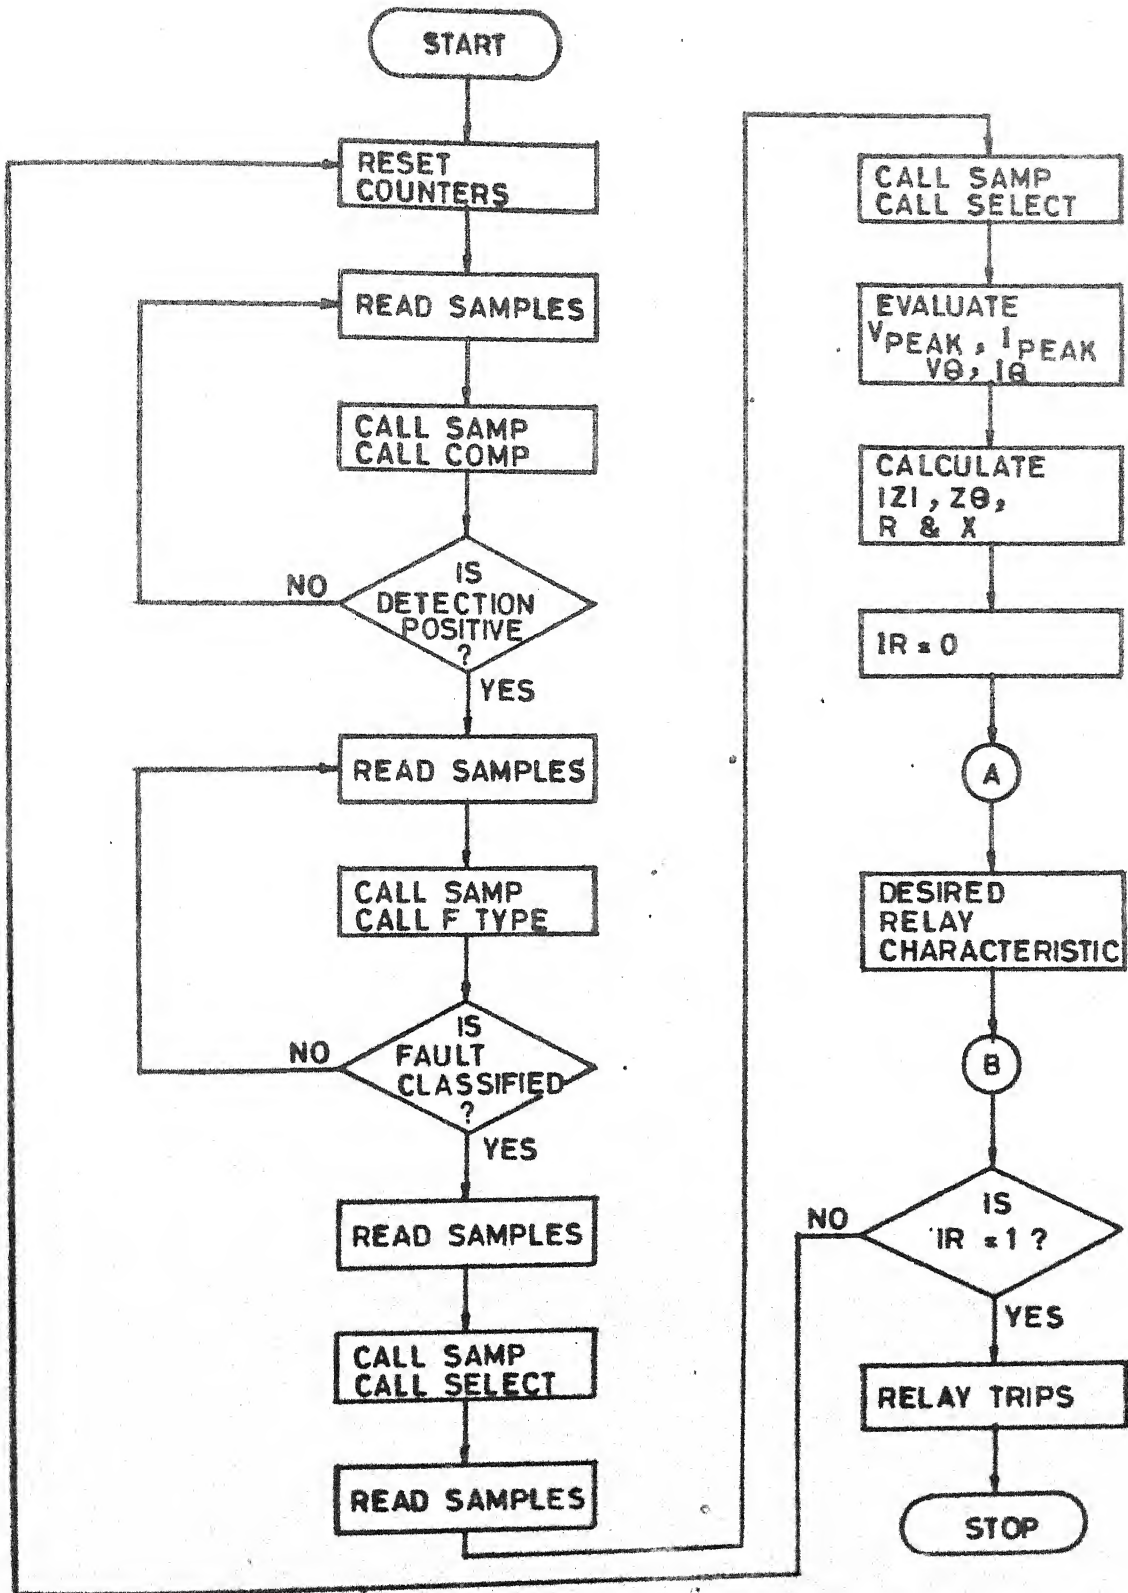 START
RESET
COUNTERS
READ SAMPLES
CALL SAMP
CALL COMP
NO
IS
DETECTION
POSITIVE
?
YES
READ SAMPLES
CALL SAMP
CALL F TYPE
NO
IS
FAULT
CLASSIFIED
?
YES
READ SAMPLES
CALL SAMP
CALL SELECT
READ SAMPLES
CALL SAMP
CALL SELECT
EVALUATE
VPEAK, IPEAK
Vθ, Iθ
CALCULATE
|Z|, Zθ,
R & X
IR = 0
A
DESIRED
RELAY
CHARACTERISTIC
B
NO
IS
IR = 1 ?
YES
RELAY TRIPS
STOP